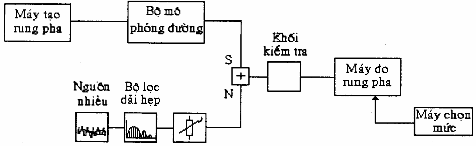 Máy tạo
rung pha
Bộ mô
phỏng đường
Khối
kiểm tra
S
+
N
Máy đo
rung pha
Nguồn
nhiễu
Bộ lọc
dải hẹp
Máy chọn
mức